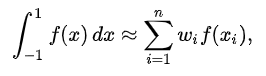 ∫_{-1}^{1} f(x) dx ≈ ∑_{i=1}^{n} w_i f(x_i),